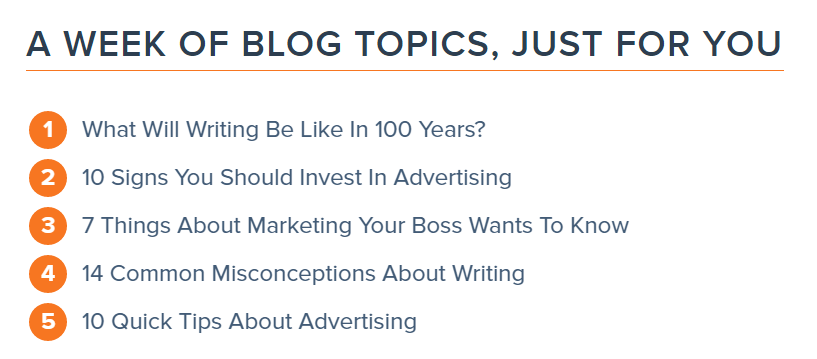 A WEEK OF BLOG TOPICS, JUST FOR YOU
1 What Will Writing Be Like In 100 Years?
2 10 Signs You Should Invest In Advertising
3 7 Things About Marketing Your Boss Wants To Know
4 14 Common Misconceptions About Writing
5 10 Quick Tips About Advertising